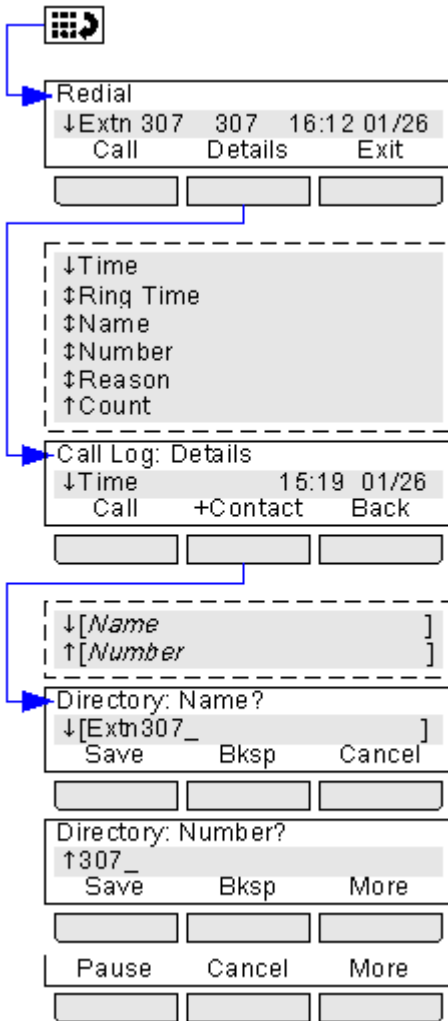 Redial
↓Extn 307 307 16:12 01/26
Call Details Exit
↓Time
↕Ring Time
↕Name
↕Number
↕Reason
↑Count
Call Log: Details
↓Time 15:19 01/26
Call +Contact Back
↓[Name ]
↑[Number ]
Directory: Name?
↓[Extn307_ ]
Save Bksp Cancel
Directory: Number?
↑307_
Save Bksp More
Pause Cancel More